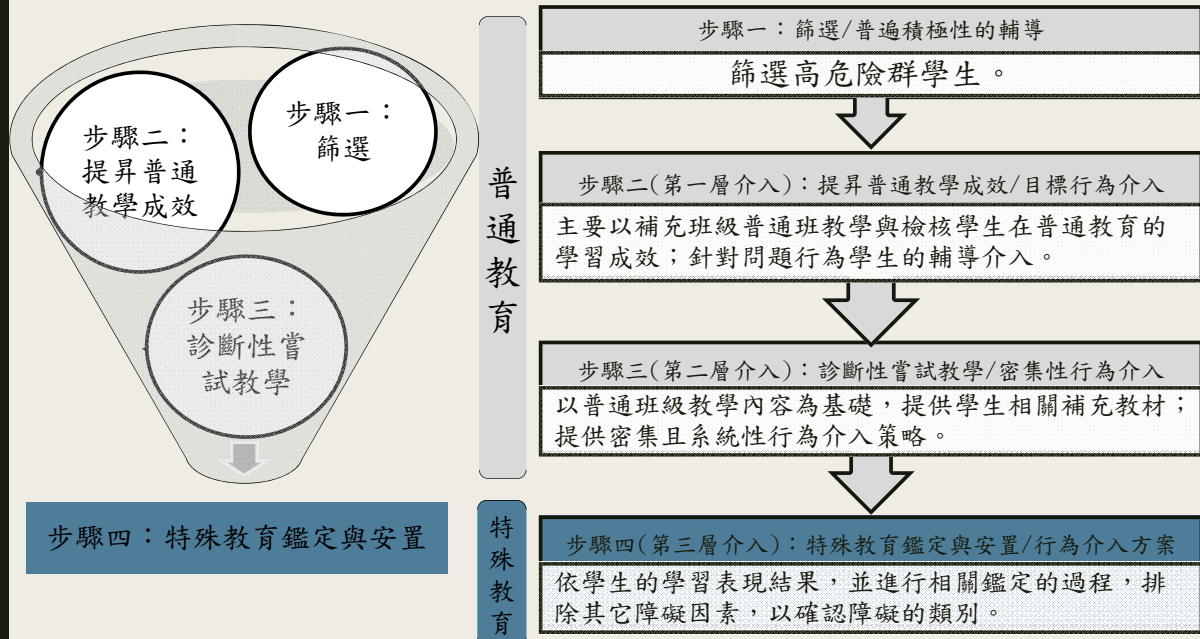 步驟一：
篩選
步驟二：
提昇普通
教學成效
步驟三：
診斷性嘗
試教學
步驟四：特殊教育鑑定與安置
普通教育
特殊教育
步驟一：篩選/普遍積極性的輔導
篩選高危險群學生。
步驟二(第一層介入)：提昇普通教學成效/目標行為介入
主要以補充班級普通班教學與檢核學生在普通教育的
學習成效；針對問題行為學生的輔導介入。
步驟三(第二層介入)：診斷性嘗試教學/密集性行為介入
以普通班級教學內容為基礎，提供學生相關補充教材；
提供密集且系統性行為介入策略。
步驟四(第三層介入)：特殊教育鑑定與安置/行為介入方案
依學生的學習表現結果，並進行相關鑑定的過程，排
除其它障礙因素，以確認障礙的類別。